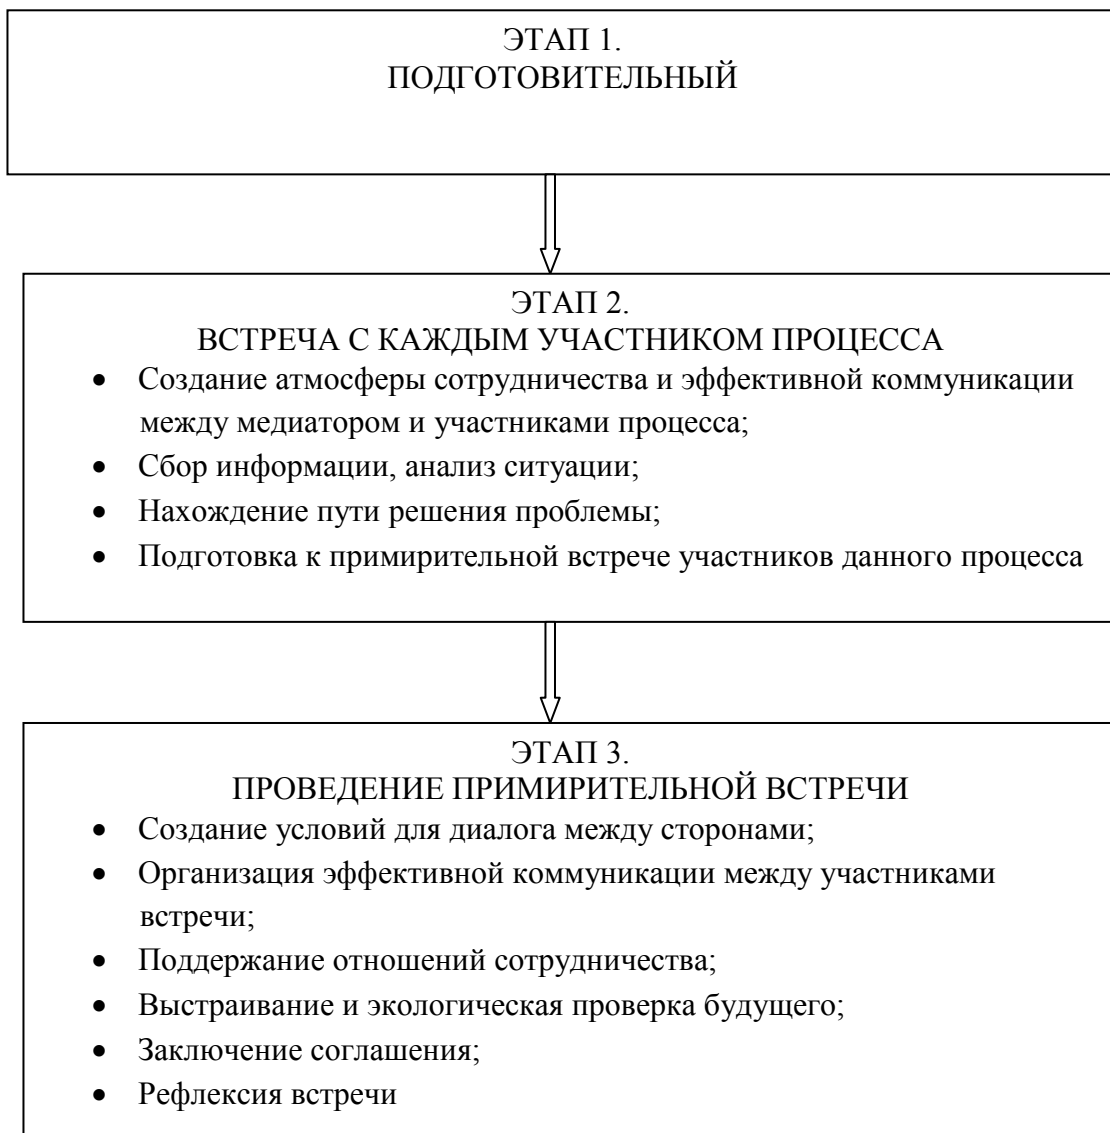 ЭТАП 1.
ПОДГОТОВИТЕЛЬНЫЙ
ЭТАП 2.
ВСТРЕЧА С КАЖДЫМ УЧАСТНИКОМ ПРОЦЕССА
• Создание атмосферы сотрудничества и эффективной коммуникации
между медиатором и участниками процесса;
• Сбор информации, анализ ситуации;
• Нахождение пути решения проблемы;
• Подготовка к примирительной встрече участников данного процесса
ЭТАП 3.
ПРОВЕДЕНИЕ ПРИМИРИТЕЛЬНОЙ ВСТРЕЧИ
• Создание условий для диалога между сторонами;
• Организация эффективной коммуникации между участниками
встречи;
• Поддержание отношений сотрудничества;
• Выстраивание и экологическая проверка будущего;
• Заключение соглашения;
• Рефлексия встречи